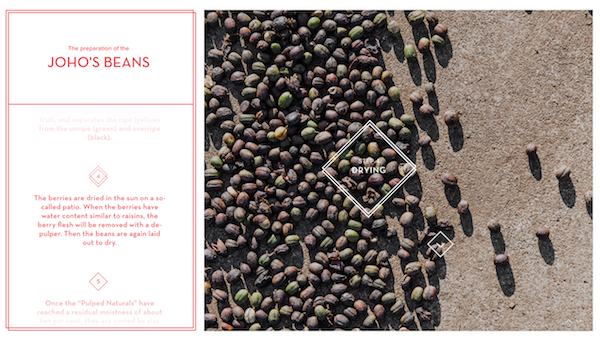 The preparation of the
JOHO'S BEANS
fruit, and separates the ripe (yellow)
from the unripe (green) and overripe
(black).
4
The berries are dried in the sun on a so-
called patio. When the berries have
water content similar to raisins, the
berry flesh will be removed with a de-
pulper. Then the beans are again laid
out to dry.
5
Once the "Pulped Naturals" have
reached a residual moistness of about
STEP 4
DRYING